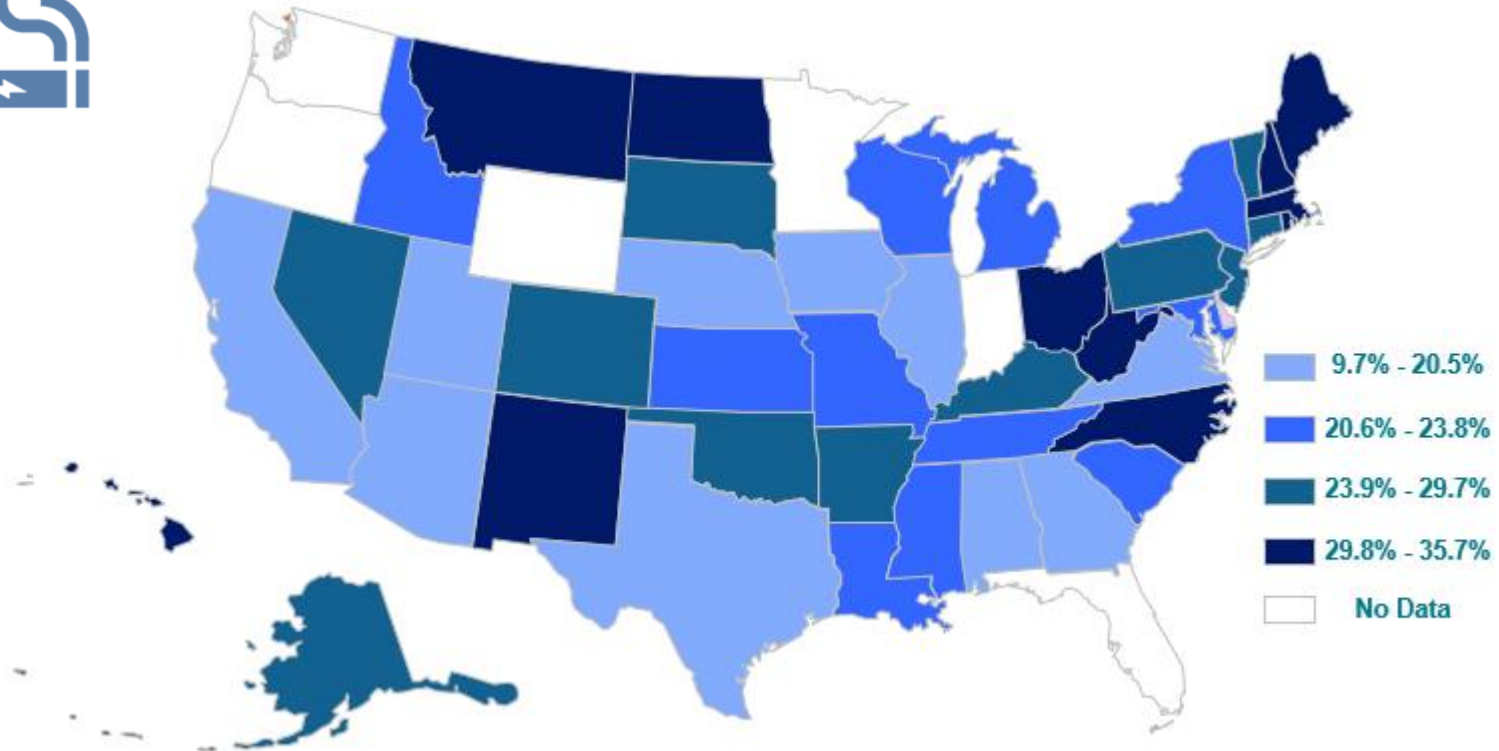 9.7% - 20.5%
20.6% - 23.8%
23.9% - 29.7%
29.8% - 35.7%
No Data